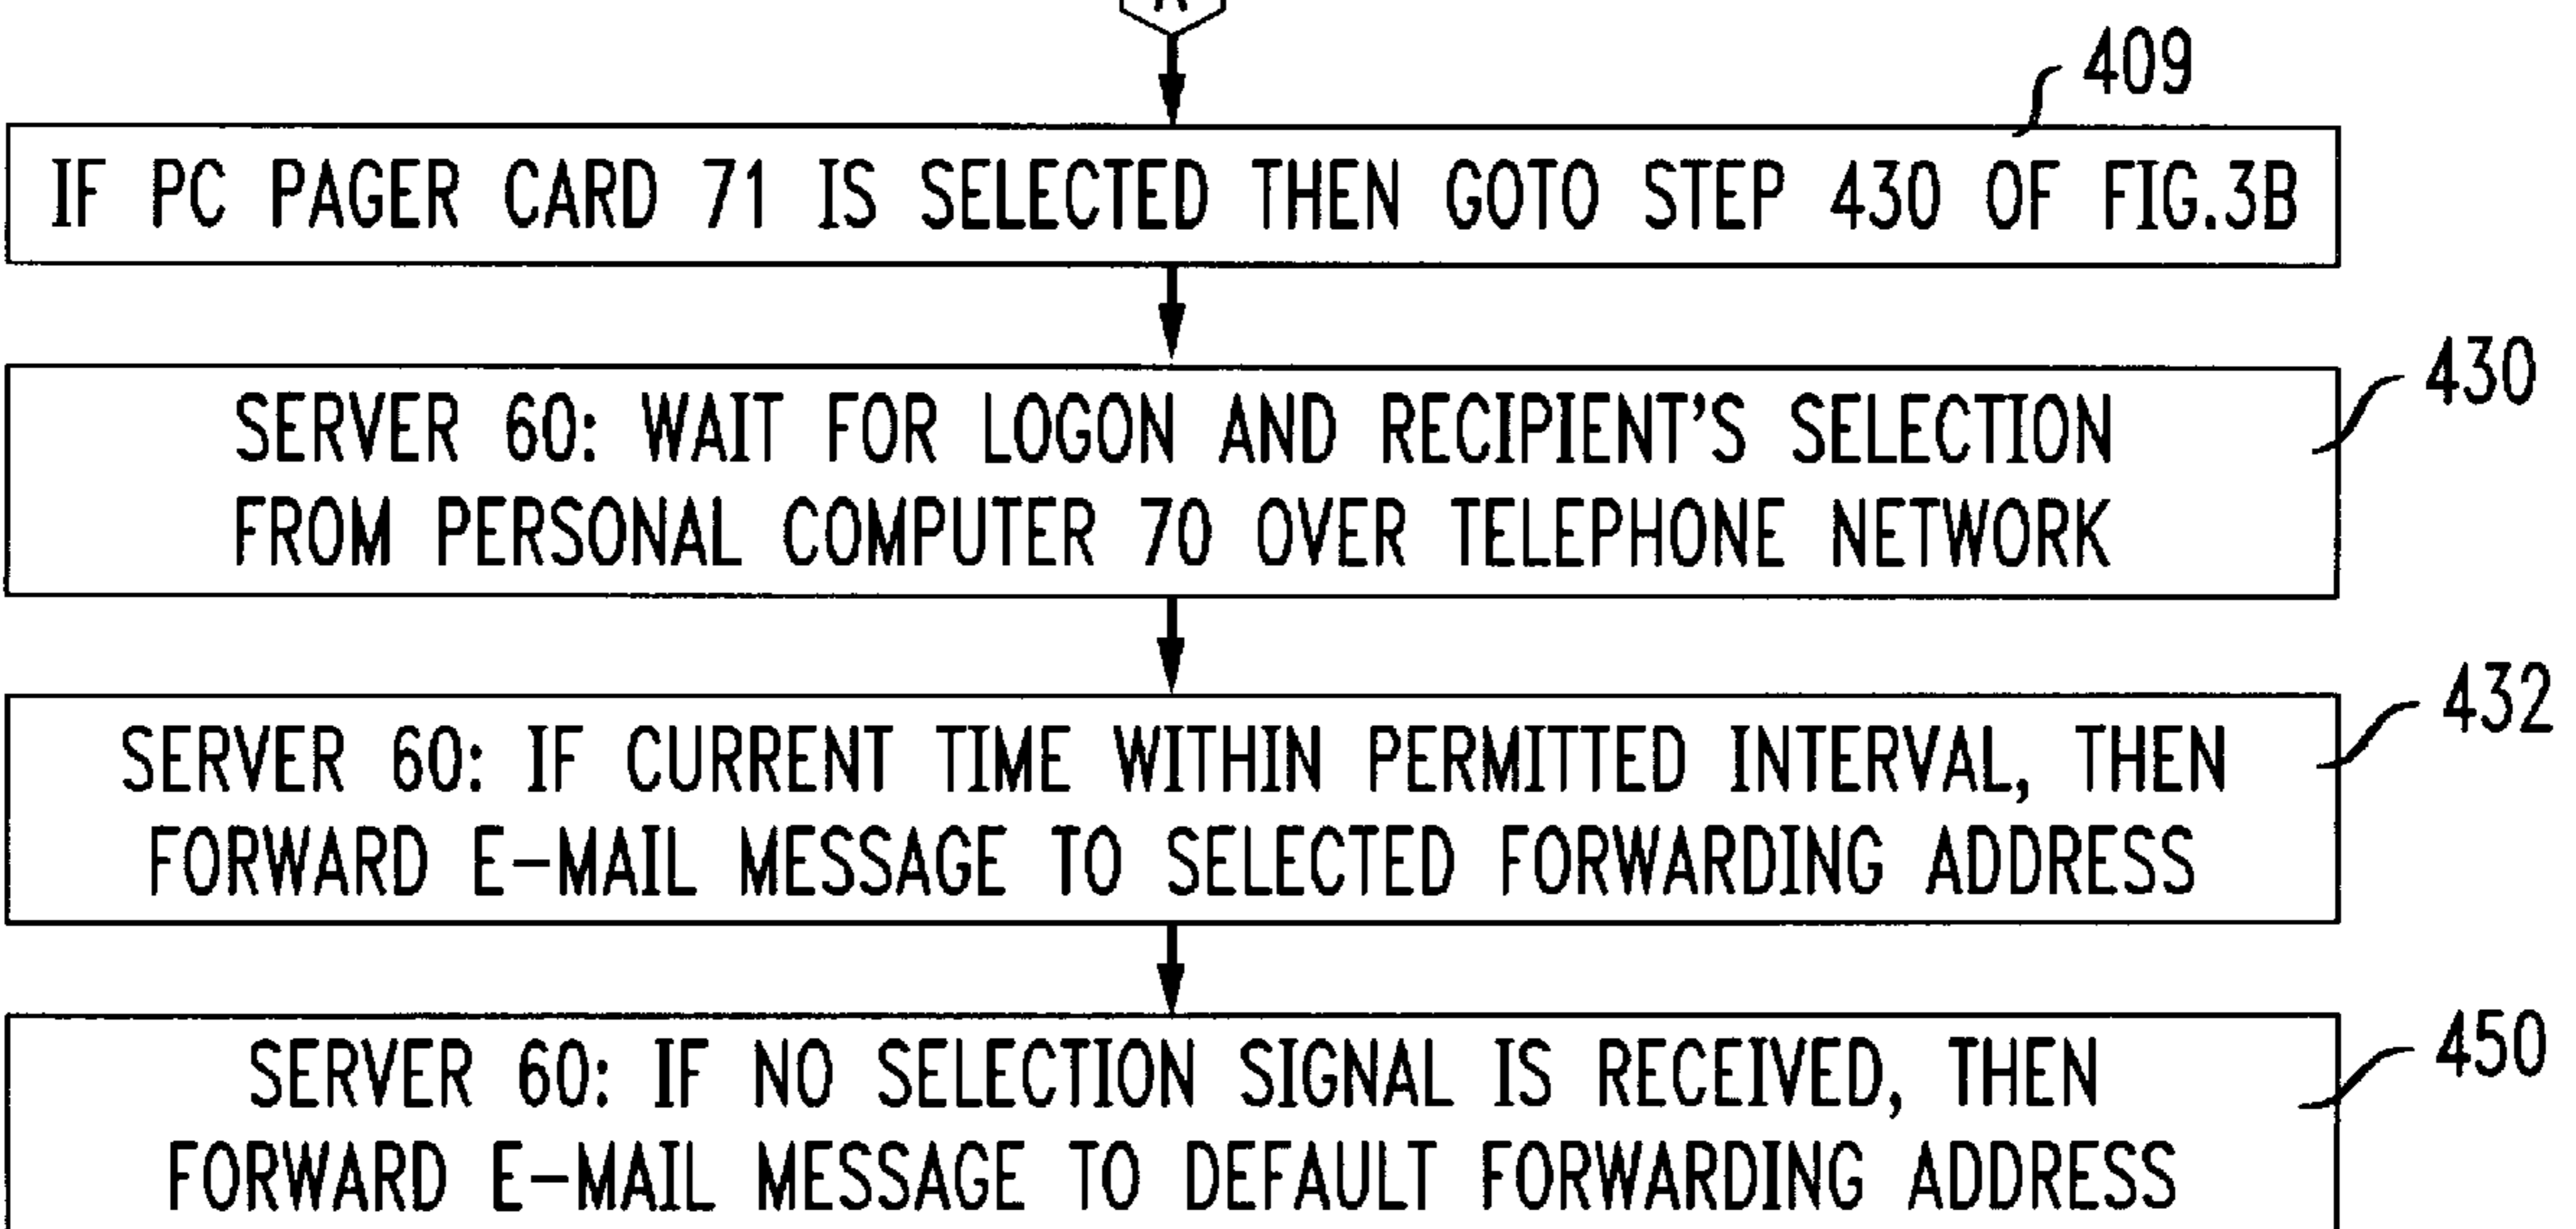 409
IF PC PAGER CARD 71 IS SELECTED THEN GOTO STEP 430 OF FIG.3B
430
SERVER 60: WAIT FOR LOGON AND RECIPIENT'S SELECTION
FROM PERSONAL COMPUTER 70 OVER TELEPHONE NETWORK
432
SERVER 60: IF CURRENT TIME WITHIN PERMITTED INTERVAL, THEN
FORWARD E-MAIL MESSAGE TO SELECTED FORWARDING ADDRESS
450
SERVER 60: IF NO SELECTION SIGNAL IS RECEIVED, THEN
FORWARD E-MAIL MESSAGE TO DEFAULT FORWARDING ADDRESS